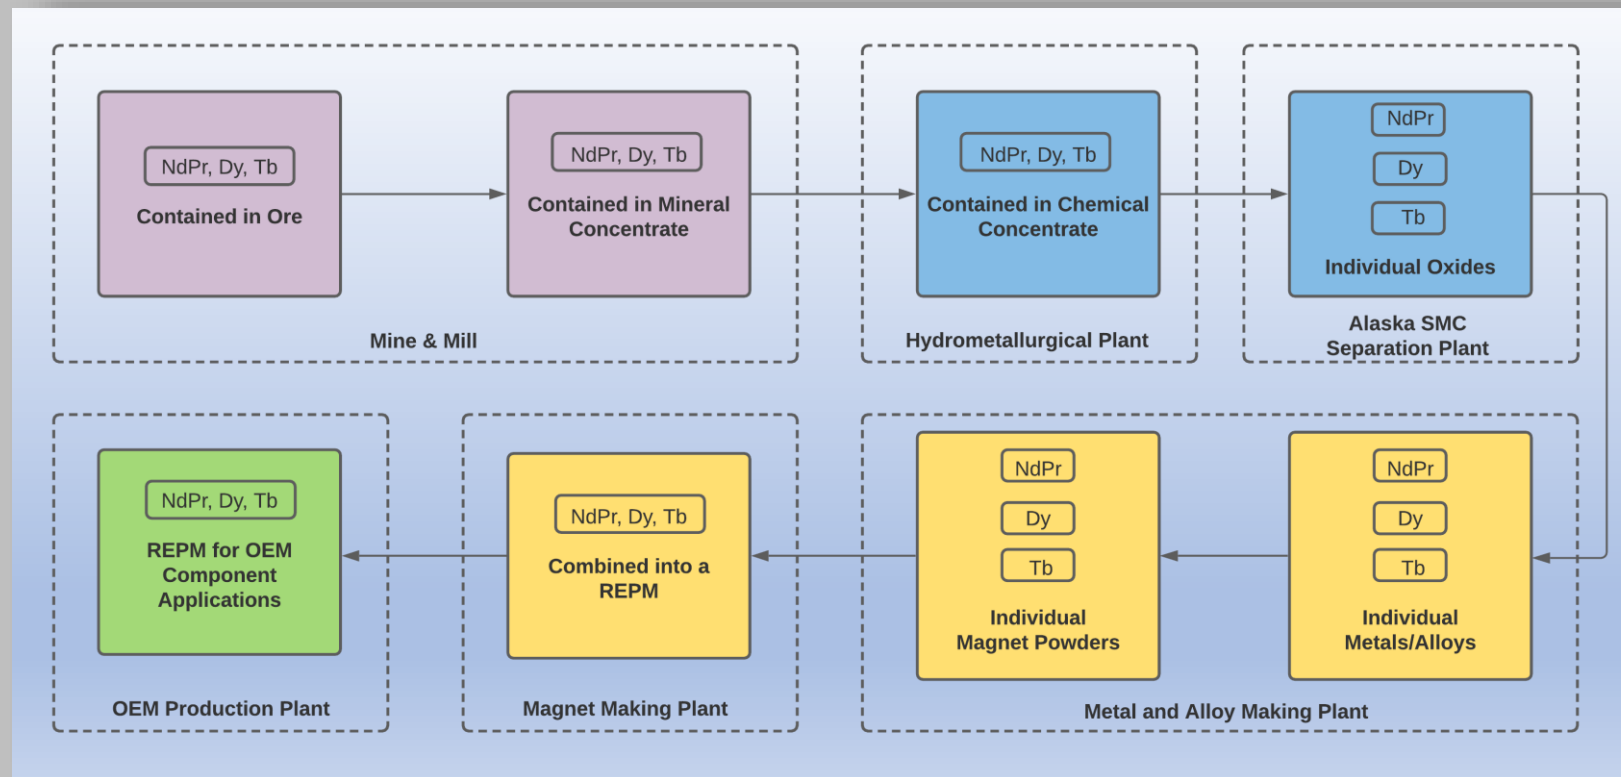 NdPr, Dy, Tb
Contained in Ore
NdPr, Dy, Tb
Contained in Mineral
Concentrate
Mine & Mill
NdPr, Dy, Tb
Contained in Chemical
Concentrate
Hydrometallurgical Plant
NdPr
Dy
Tb
Individual Oxides
Alaska SMC
Separation Plant
NdPr, Dy, Tb
REPM for OEM
Component
Applications
OEM Production Plant
NdPr, Dy, Tb
Combined into a
REPM
Magnet Making Plant
NdPr
Dy
Tb
Individual
Magnet Powders
NdPr
Dy
Tb
Individual
Metals/Alloys
Metal and Alloy Making Plant